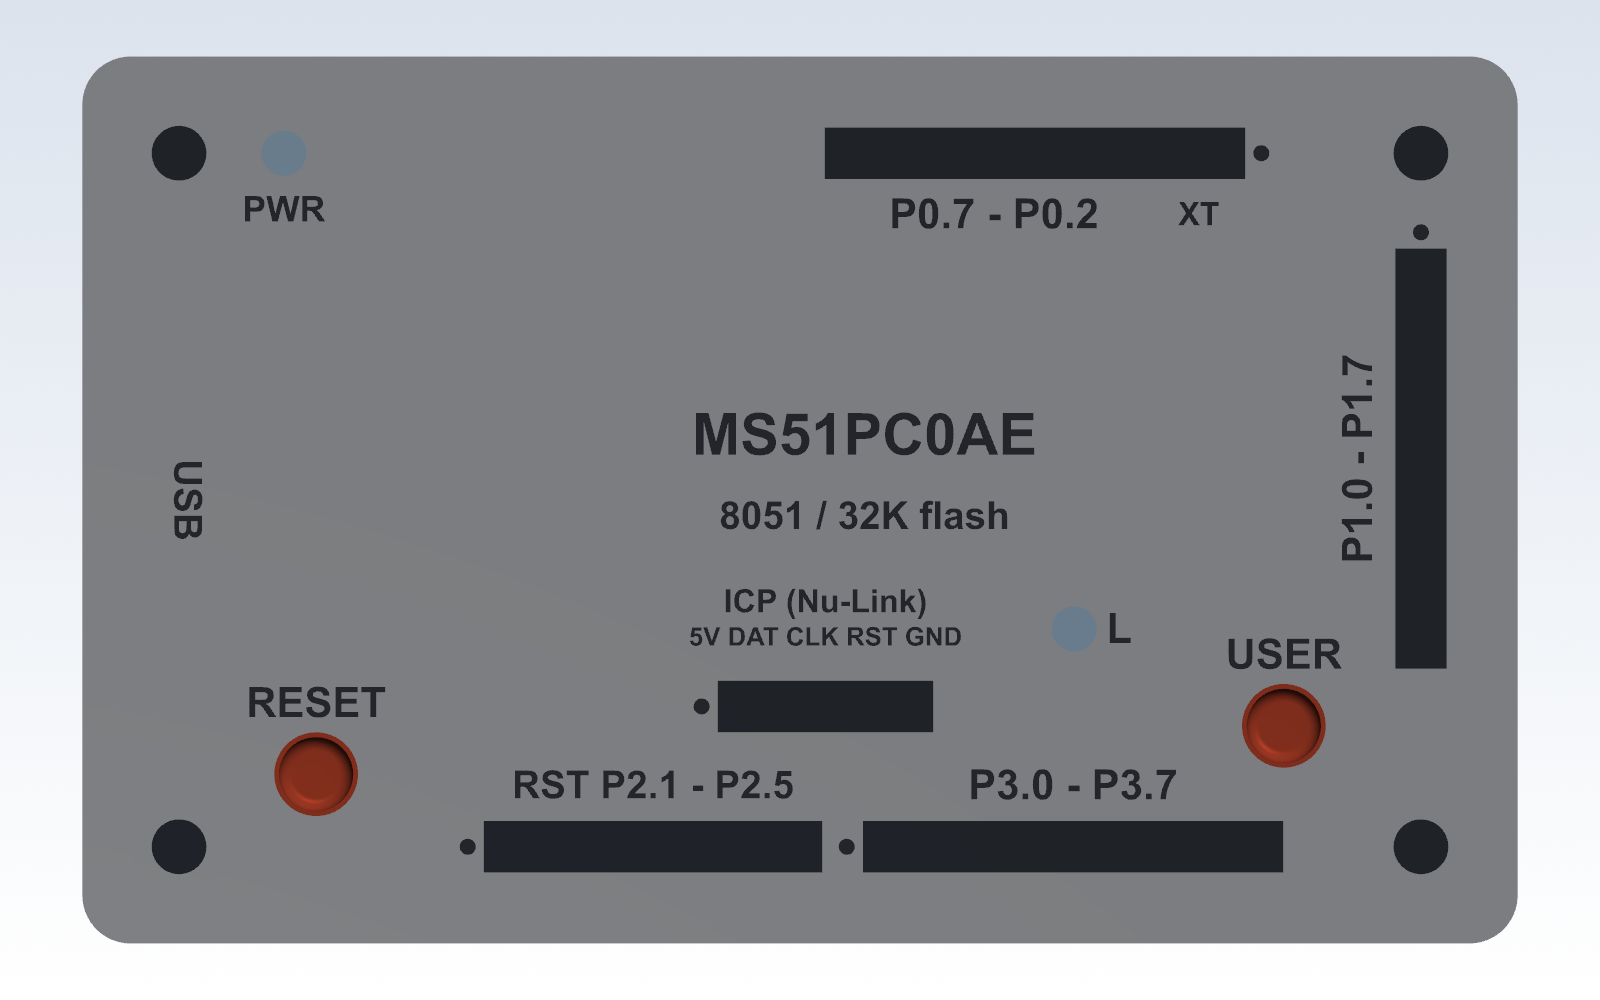 PWR
P0.7 - P0.2
XT
P1.0 - P1.7
MS51PC0AE
8051 / 32K flash
USB
ICP (Nu-Link)
5V DAT CLK RST GND
L
USER
RESET
RST P2.1 - P2.5
P3.0 - P3.7